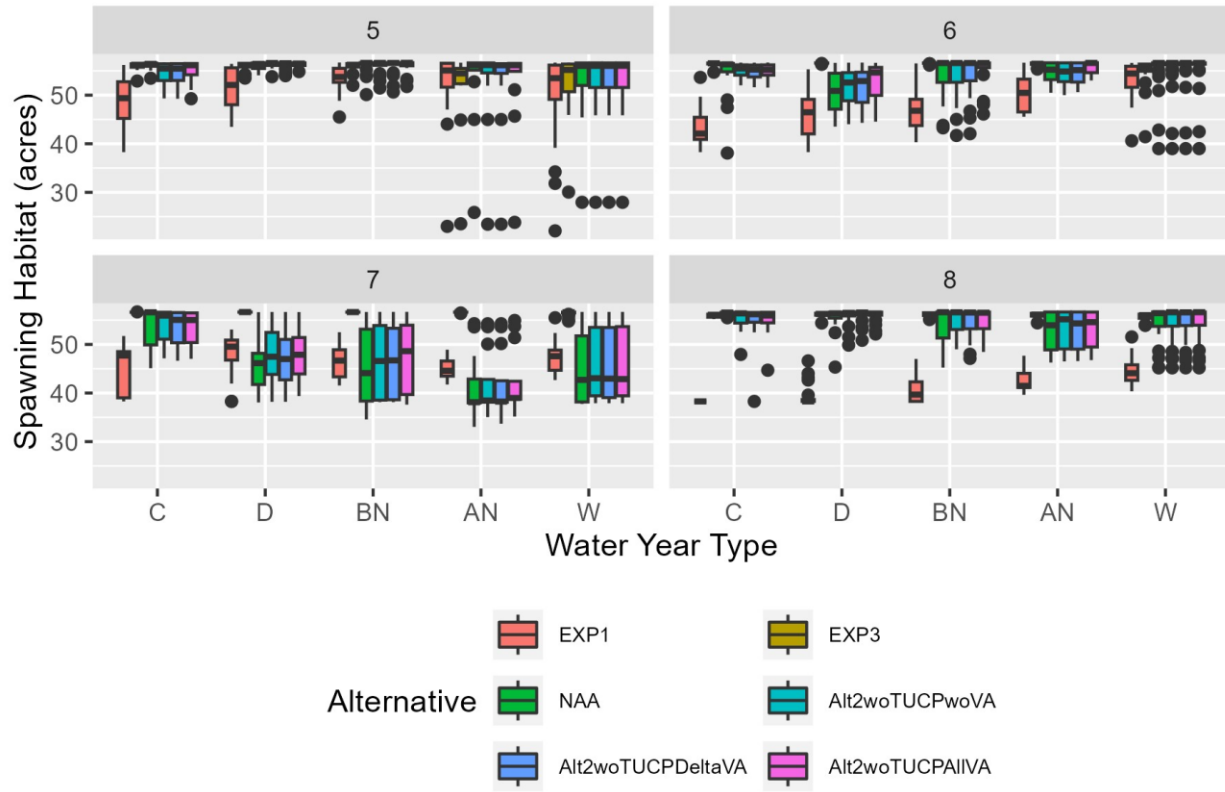 5
6
50
40
30
7
8
50
40
30
Spawning Habitat (acres)
C D BN AN W
C D BN AN W
Water Year Type
Alternative
EXP1
EXP3
NAA
Alt2woTUCPwoVA
Alt2woTUCPDeltaVA
Alt2woTUCPAllVA